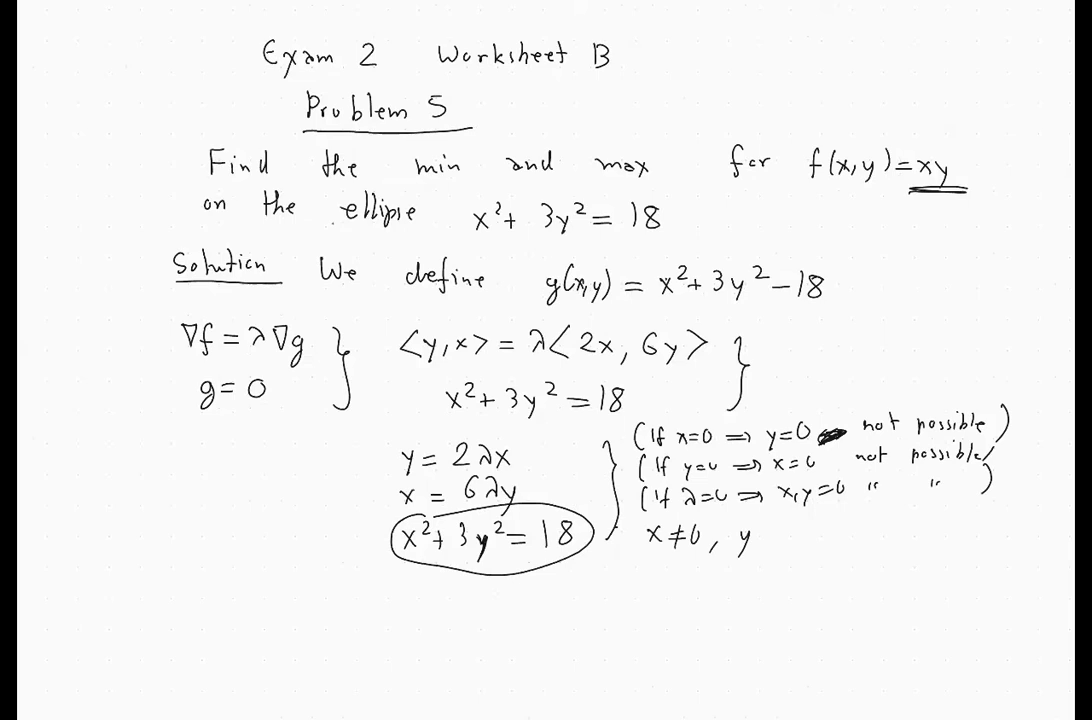 Exam 2 Worksheet B
Problem 5
Find the min and max for f(x,y)=xy
on the ellipse x²+ 3y²= 18
Solution We define g(x,y) = x²+ 3y²-18
∇f = λ∇g } <y,x> = λ<2x, 6y> }
g= 0 x²+ 3y² = 18
(If x=0 ⇒ y=0 not possible)
y = 2λx (If y=0 ⇒ x=0 not possible)
x = 6λy } (If λ=0 ⇒ x,y=0 " " )
x²+ 3y²= 18 x≠0, y